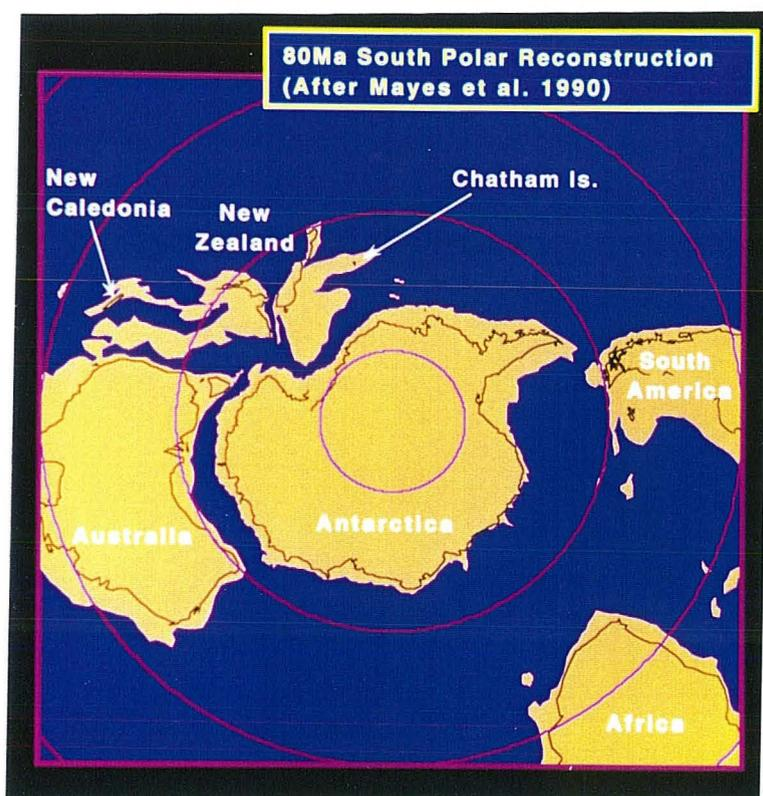 80Ma South Polar Reconstruction
(After Mayes et al. 1990)
New
Caledonia
New
Zealand
Chatham Is.
South
America
Antarctica
Australia
Africa